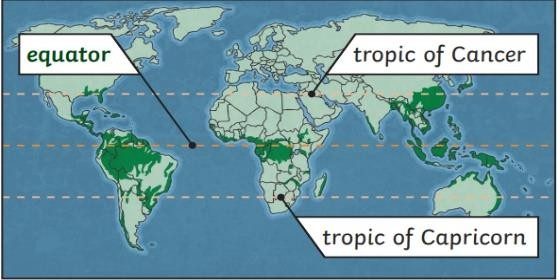 equator
tropic of Cancer
tropic of Capricorn